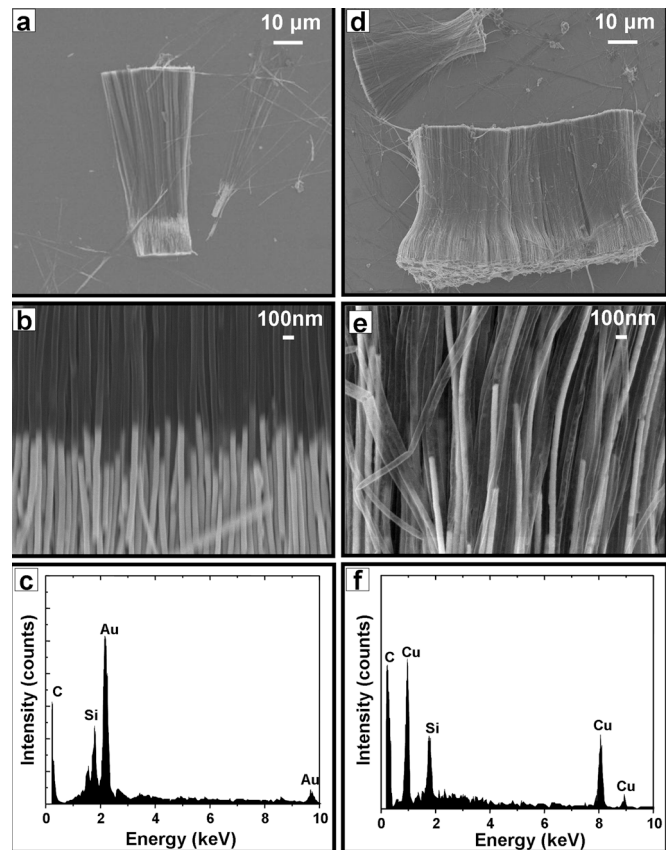 a
10 µm
d
10 µm
b
100nm
e
100nm
c
Au
C
Si
Au
0 2 4 6 8 10
Energy (keV)
Intensity (counts)
f
C
Cu
Si
Cu
Cu
0 2 4 6 8 10
Energy (keV)
Intensity (counts)